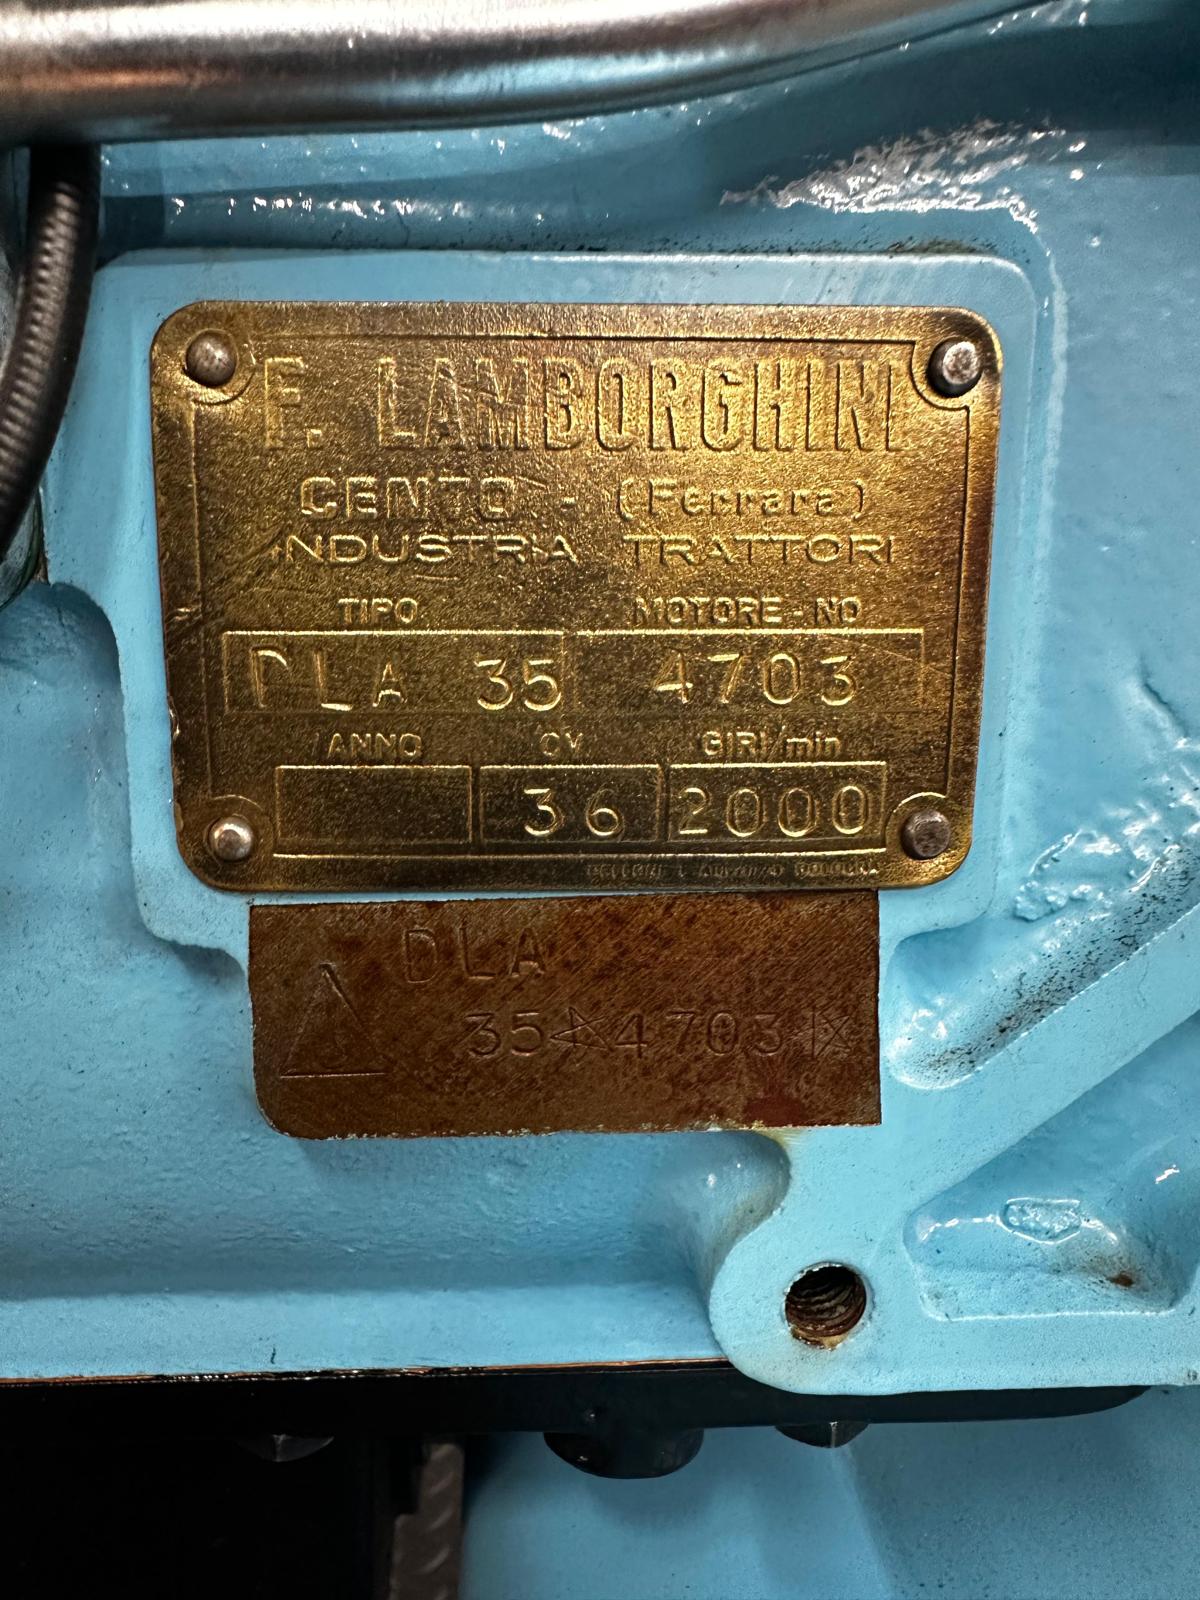 F. LAMBORGHINI
CENTO - (Ferrara)
INDUSTRIA TRATTORI
TIPO MOTORE - NO
DLA 35 4703
ANNO CV GIRI/min
36 2000
DLA
35 4703